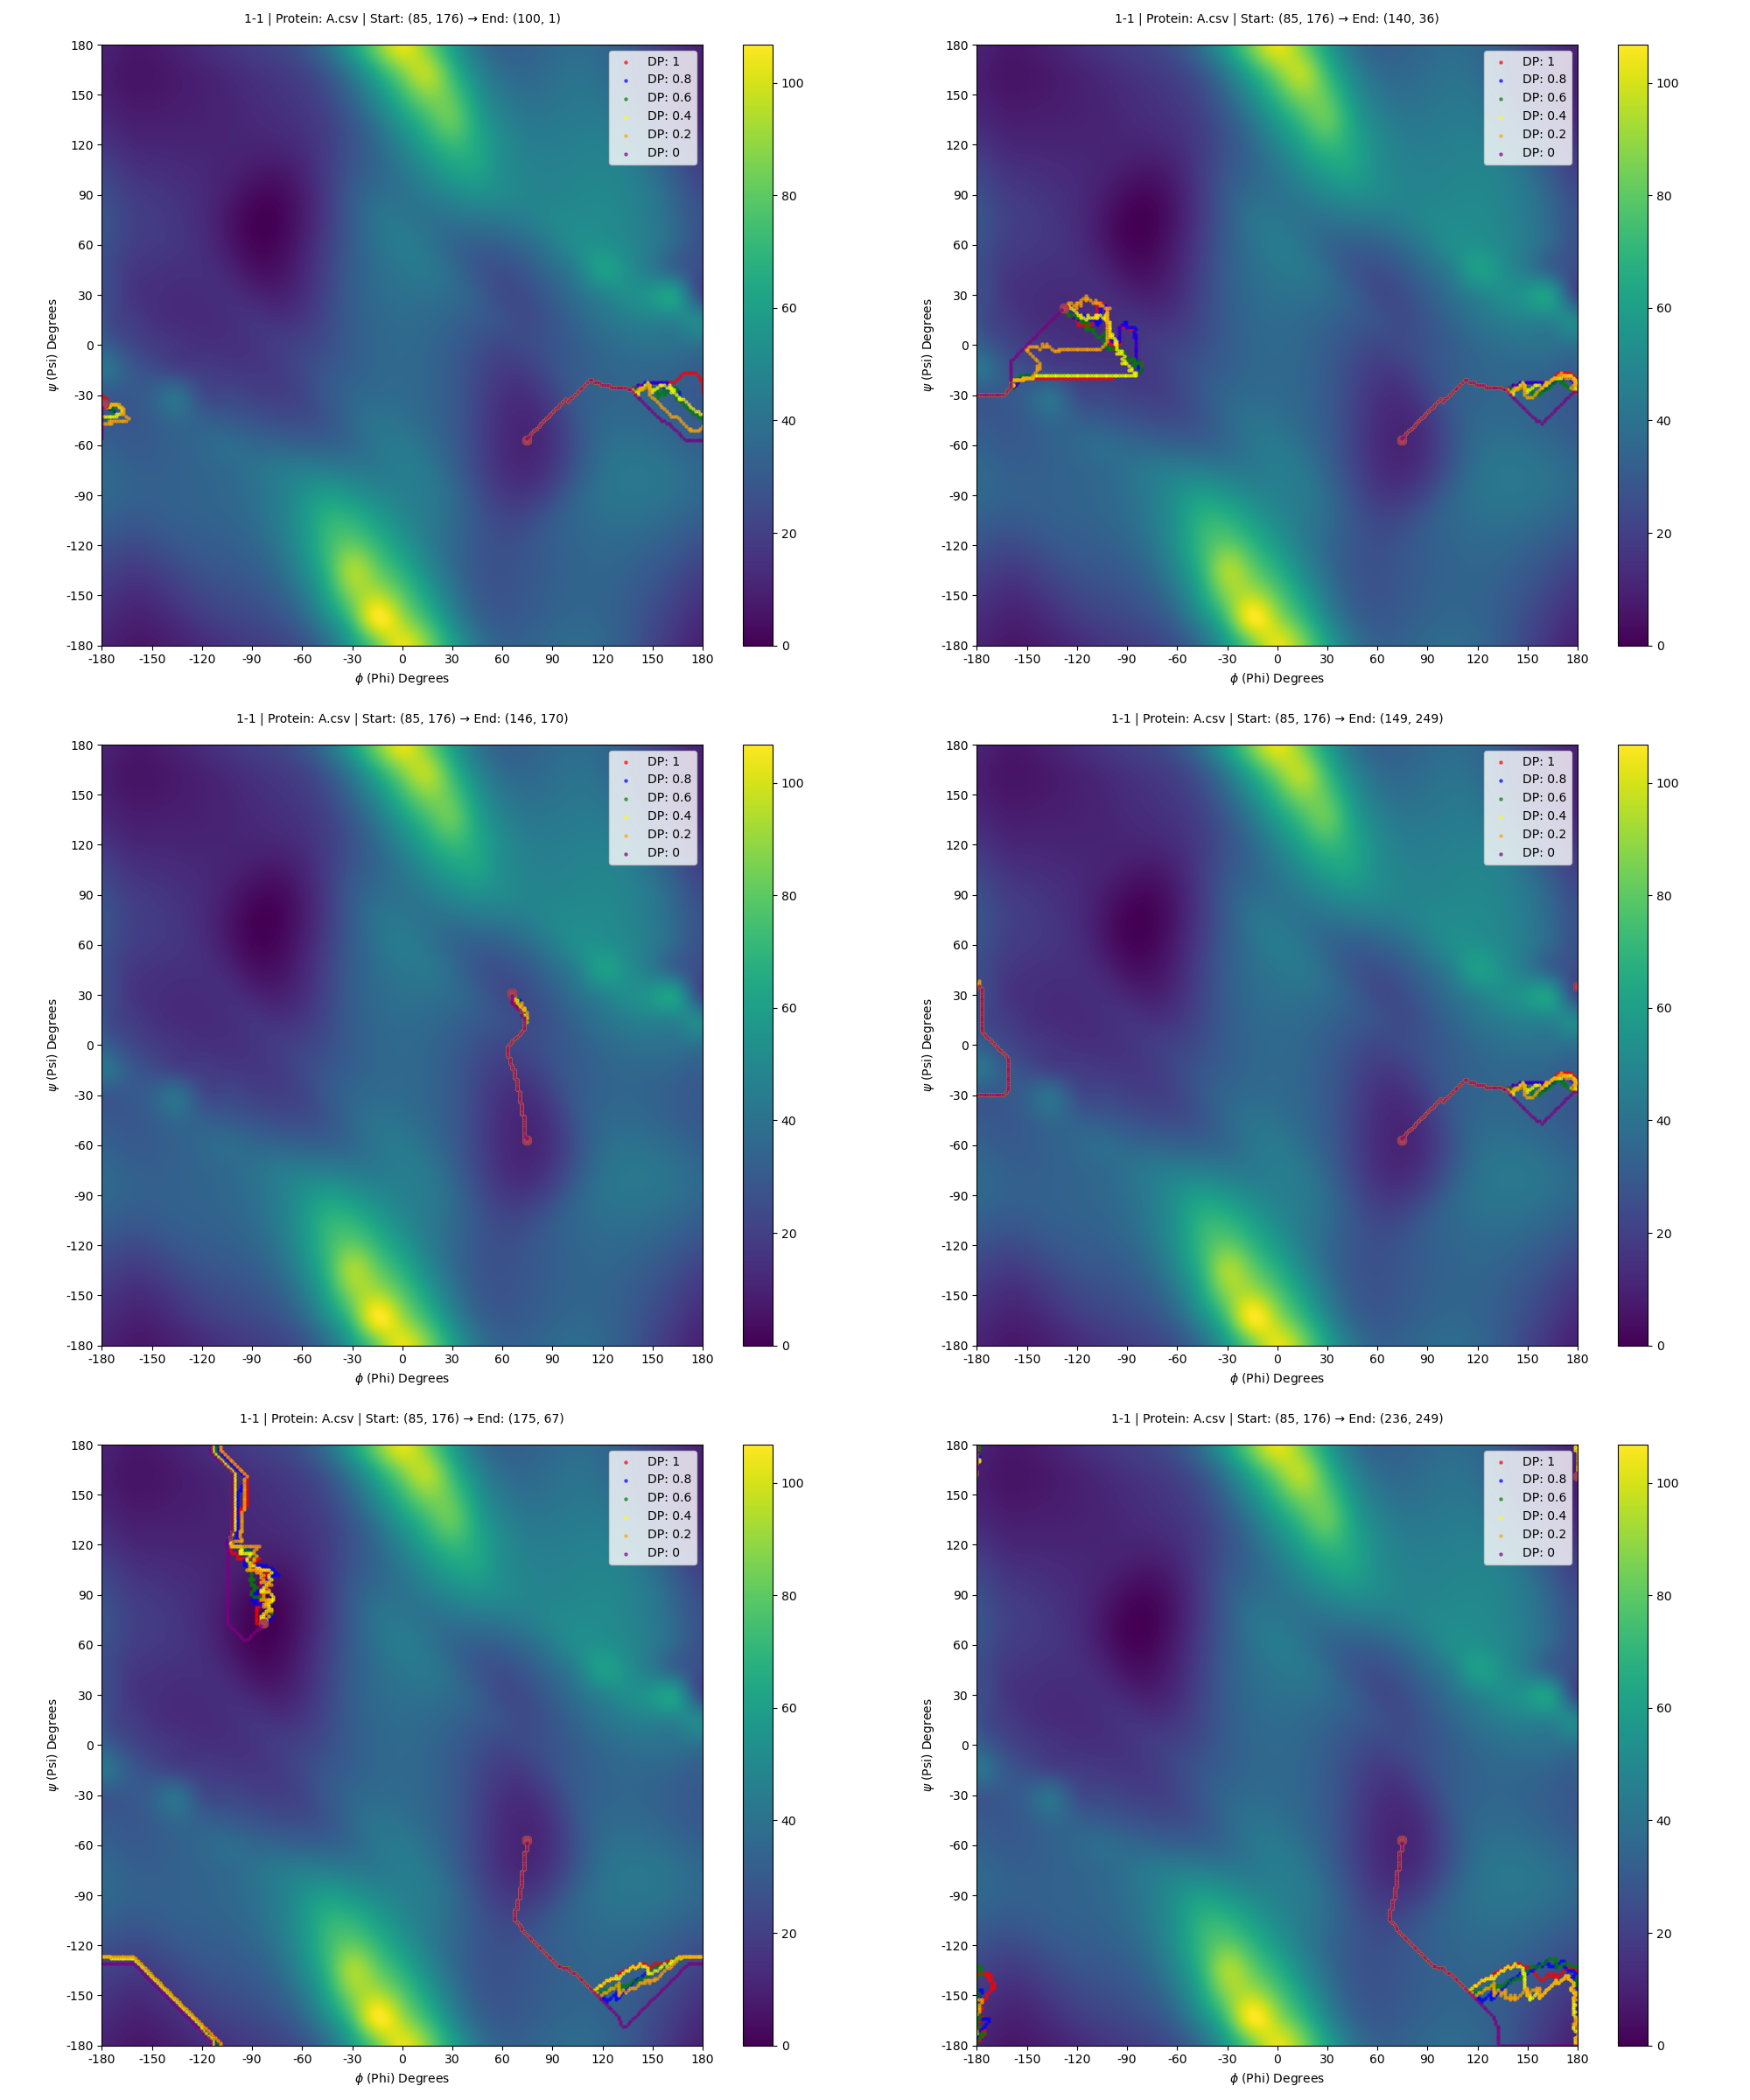 1-1 | Protein: A.csv | Start: (85, 176) → End: (100, 1)
180
150
120
90
60
30
0
-30
-60
-90
-120
-150
-180
ψ (Psi) Degrees
-180 -150 -120 -90 -60 -30 0 30 60 90 120 150 180
ϕ (Phi) Degrees
DP: 1
DP: 0.8
DP: 0.6
DP: 0.4
DP: 0.2
DP: 0
100
80
60
40
20
0
1-1 | Protein: A.csv | Start: (85, 176) → End: (140, 36)
180
150
120
90
60
30
0
-30
-60
-90
-120
-150
-180
ψ (Psi) Degrees
-180 -150 -120 -90 -60 -30 0 30 60 90 120 150 180
ϕ (Phi) Degrees
DP: 1
DP: 0.8
DP: 0.6
DP: 0.4
DP: 0.2
DP: 0
100
80
60
40
20
0
1-1 | Protein: A.csv | Start: (85, 176) → End: (146, 170)
180
150
120
90
60
30
0
-30
-60
-90
-120
-150
-180
ψ (Psi) Degrees
-180 -150 -120 -90 -60 -30 0 30 60 90 120 150 180
ϕ (Phi) Degrees
DP: 1
DP: 0.8
DP: 0.6
DP: 0.4
DP: 0.2
DP: 0
100
80
60
40
20
0
1-1 | Protein: A.csv | Start: (85, 176) → End: (149, 249)
180
150
120
90
60
30
0
-30
-60
-90
-120
-150
-180
ψ (Psi) Degrees
-180 -150 -120 -90 -60 -30 0 30 60 90 120 150 180
ϕ (Phi) Degrees
DP: 1
DP: 0.8
DP: 0.6
DP: 0.4
DP: 0.2
DP: 0
100
80
60
40
20
0
1-1 | Protein: A.csv | Start: (85, 176) → End: (175, 67)
180
150
120
90
60
30
0
-30
-60
-90
-120
-150
-180
ψ (Psi) Degrees
-180 -150 -120 -90 -60 -30 0 30 60 90 120 150 180
ϕ (Phi) Degrees
DP: 1
DP: 0.8
DP: 0.6
DP: 0.4
DP: 0.2
DP: 0
100
80
60
40
20
0
1-1 | Protein: A.csv | Start: (85, 176) → End: (236, 249)
180
150
120
90
60
30
0
-30
-60
-90
-120
-150
-180
ψ (Psi) Degrees
-180 -150 -120 -90 -60 -30 0 30 60 90 120 150 180
ϕ (Phi) Degrees
DP: 1
DP: 0.8
DP: 0.6
DP: 0.4
DP: 0.2
DP: 0
100
80
60
40
20
0